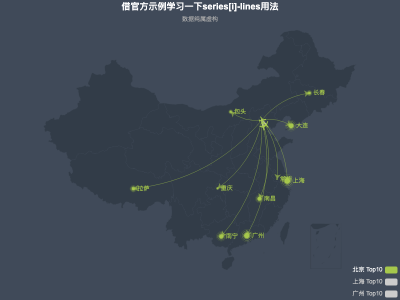 借官方示例学习一下series[i]-lines用法
数据纯属虚构
长春
包头
大连
拉萨
重庆
上海
南昌
南宁
广州
北京 Top10
上海 Top10
广州 Top10